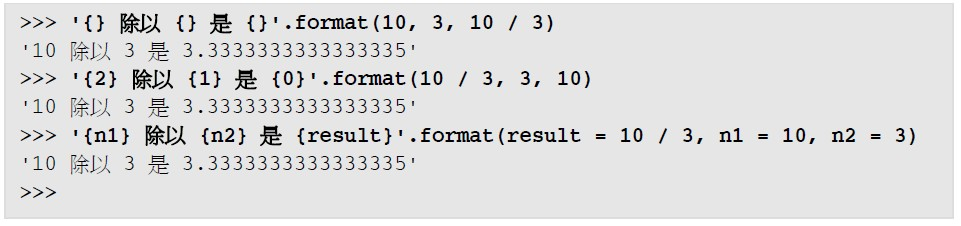 >>> '{} 除以 {} 是 {}'.format(10, 3, 10 / 3)
'10 除以 3 是 3.3333333333333335'
>>> '{2} 除以 {1} 是 {0}'.format(10 / 3, 3, 10)
'10 除以 3 是 3.3333333333333335'
>>> '{n1} 除以 {n2} 是 {result}'.format(result = 10 / 3, n1 = 10, n2 = 3)
'10 除以 3 是 3.3333333333333335'
>>>